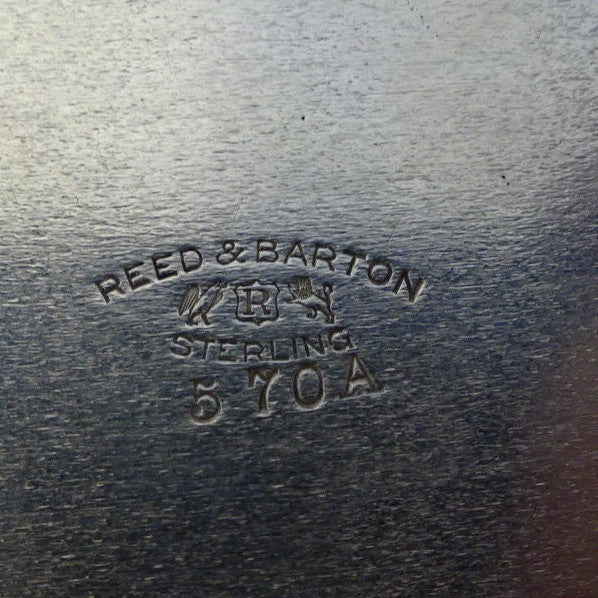 REED & BARTON
R
STERLING
570A